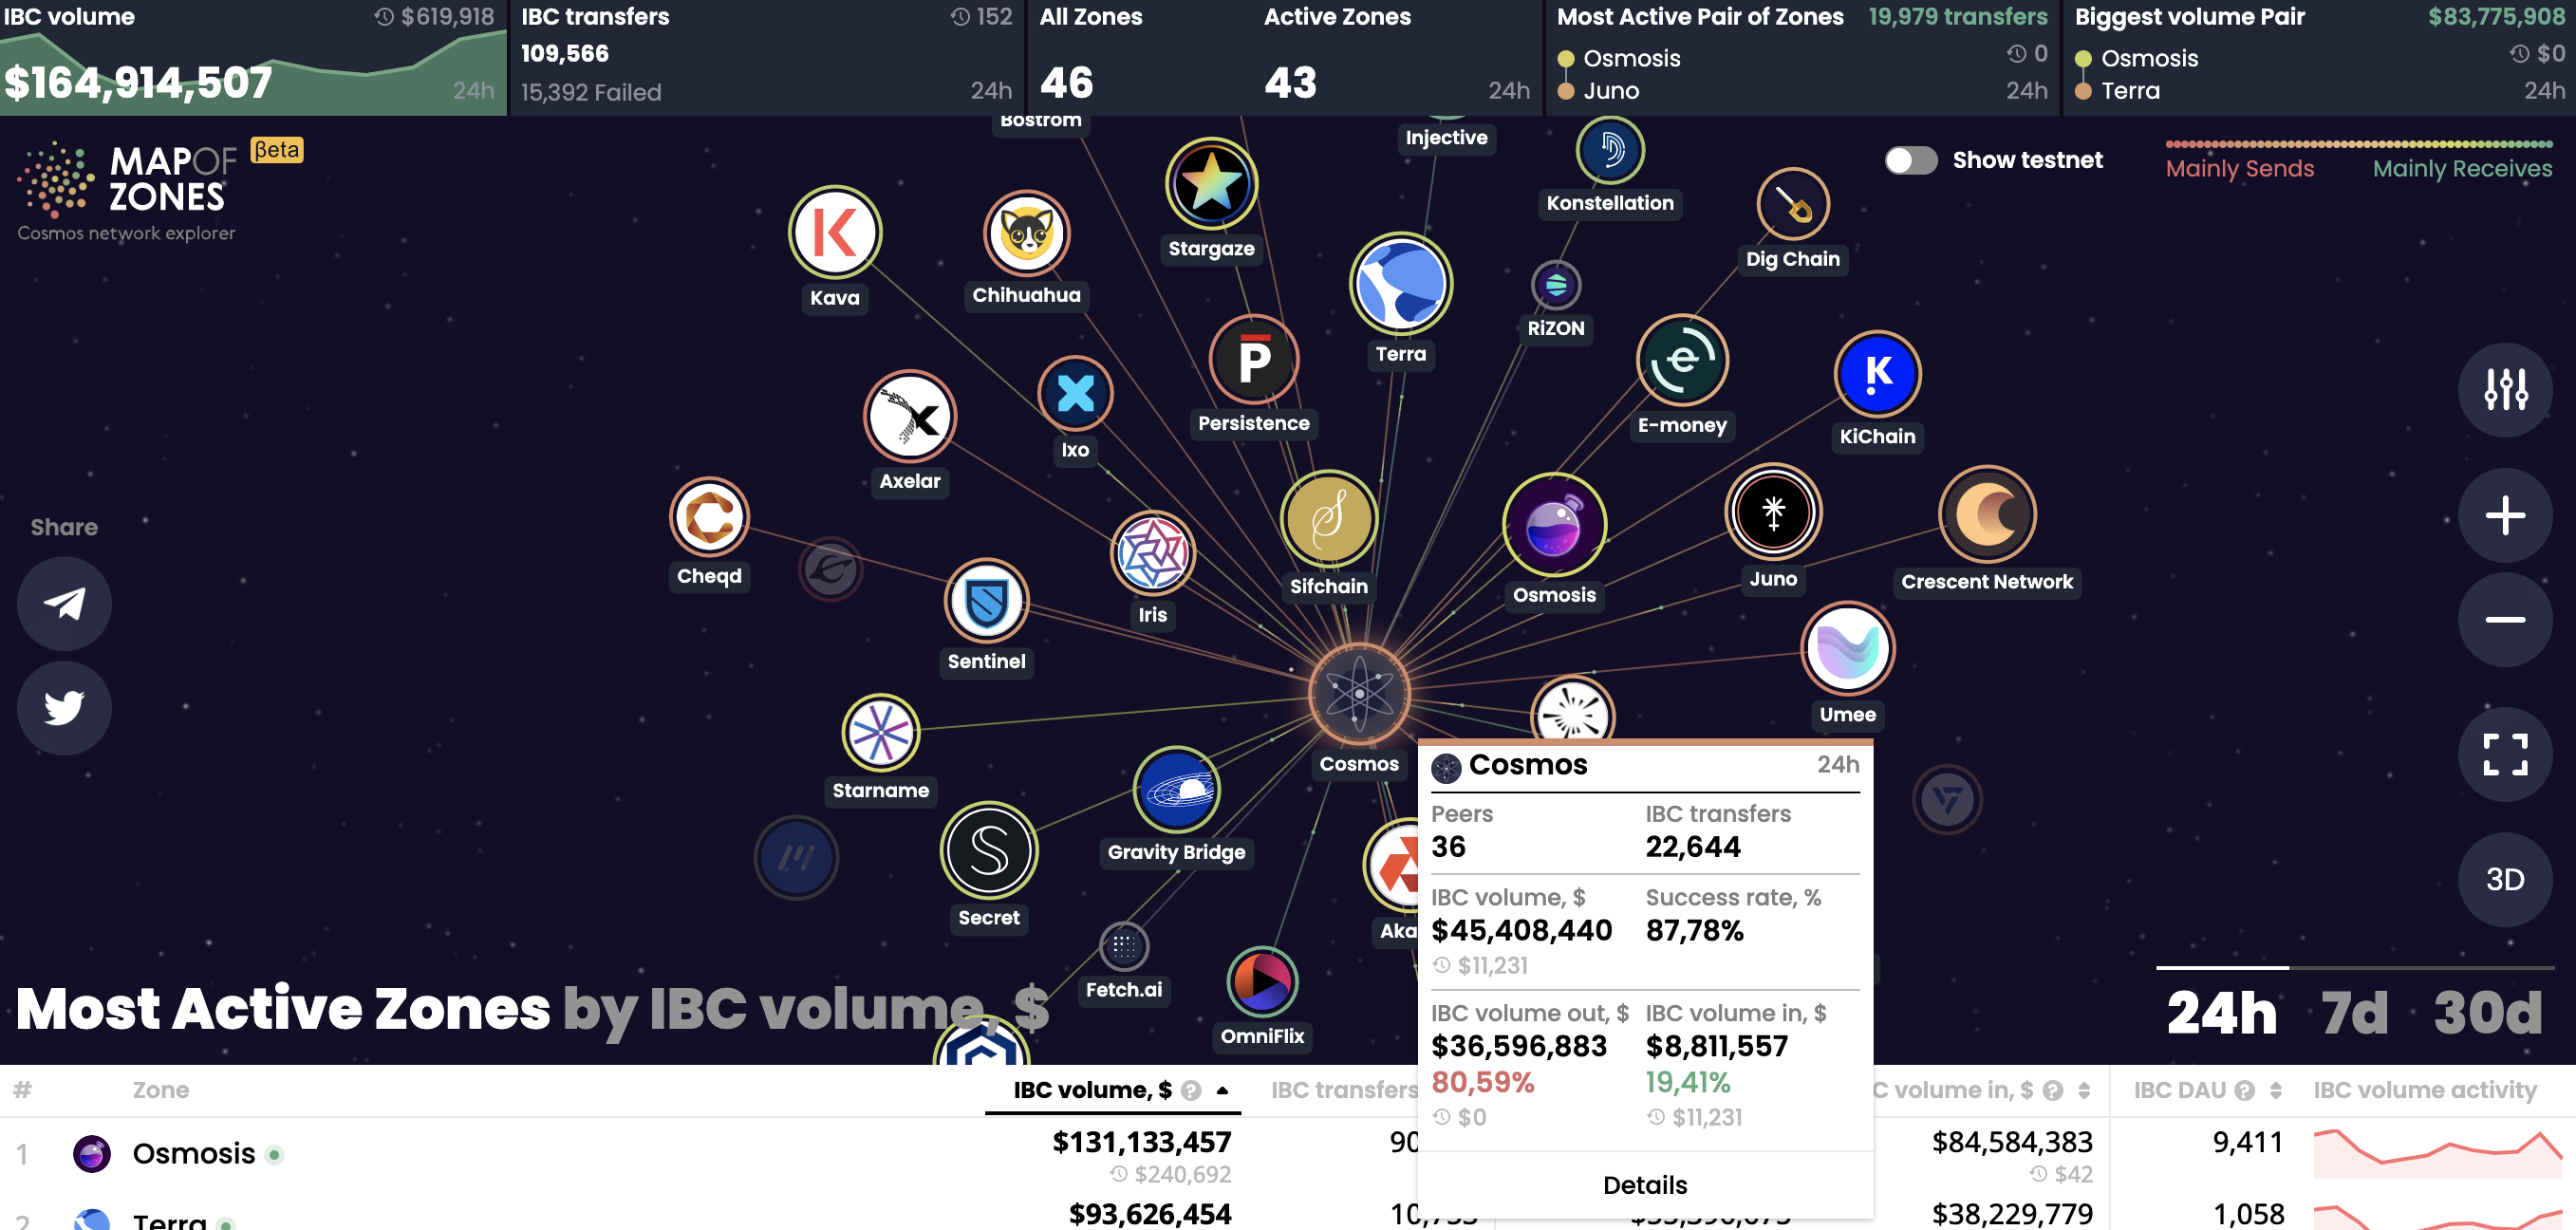 IBC volume
$619,918
$164,914,507
24h
IBC transfers
152
109,566
15,392 Failed
24h
All Zones
46
Active Zones
43
24h
Most Active Pair of Zones
19,979 transfers
Osmosis
0
Juno
24h
Biggest volume Pair
$83,775,908
Osmosis
$0
Terra
24h
MAPOF
ZONES
βeta
Cosmos network explorer
Show testnet
Mainly Sends
Mainly Receives
Bostrom
Injective
Konstellation
Dig Chain
Stargaze
Kava
Chihuahua
RiZON
Terra
Persistence
E-money
KiChain
Ixo
Axelar
Cheqd
Iris
Sifchain
Osmosis
Juno
Crescent Network
Sentinel
Umee
Cosmos
Starname
Gravity Bridge
Secret
Aka
Fetch.ai
OmniFlix
Share
3D
Cosmos
24h
Peers
IBC transfers
36
22,644
IBC volume, $
Success rate, %
$45,408,440
87,78%
$11,231
IBC volume out, $
IBC volume in, $
$36,596,883
$8,811,557
80,59%
19,41%
$0
$11,231
Details
Most Active Zones by IBC volume, $
24h · 7d · 30d
# Zone IBC volume, $ IBC transfers C volume in, $ IBC DAU IBC volume activity
1 Osmosis $131,133,457 90 $84,584,383 9,411
$240,692 $42
2 Terra $93,626,454 $38,229,779 1,058